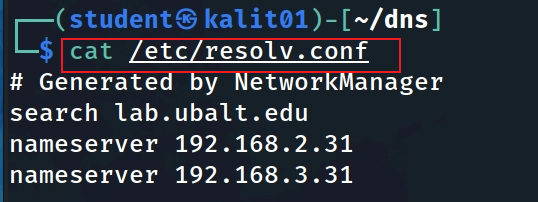 ┌──(student㉿kalit01)-[~/dns]
└─$ cat /etc/resolv.conf
# Generated by NetworkManager
search lab.ubalt.edu
nameserver 192.168.2.31
nameserver 192.168.3.31